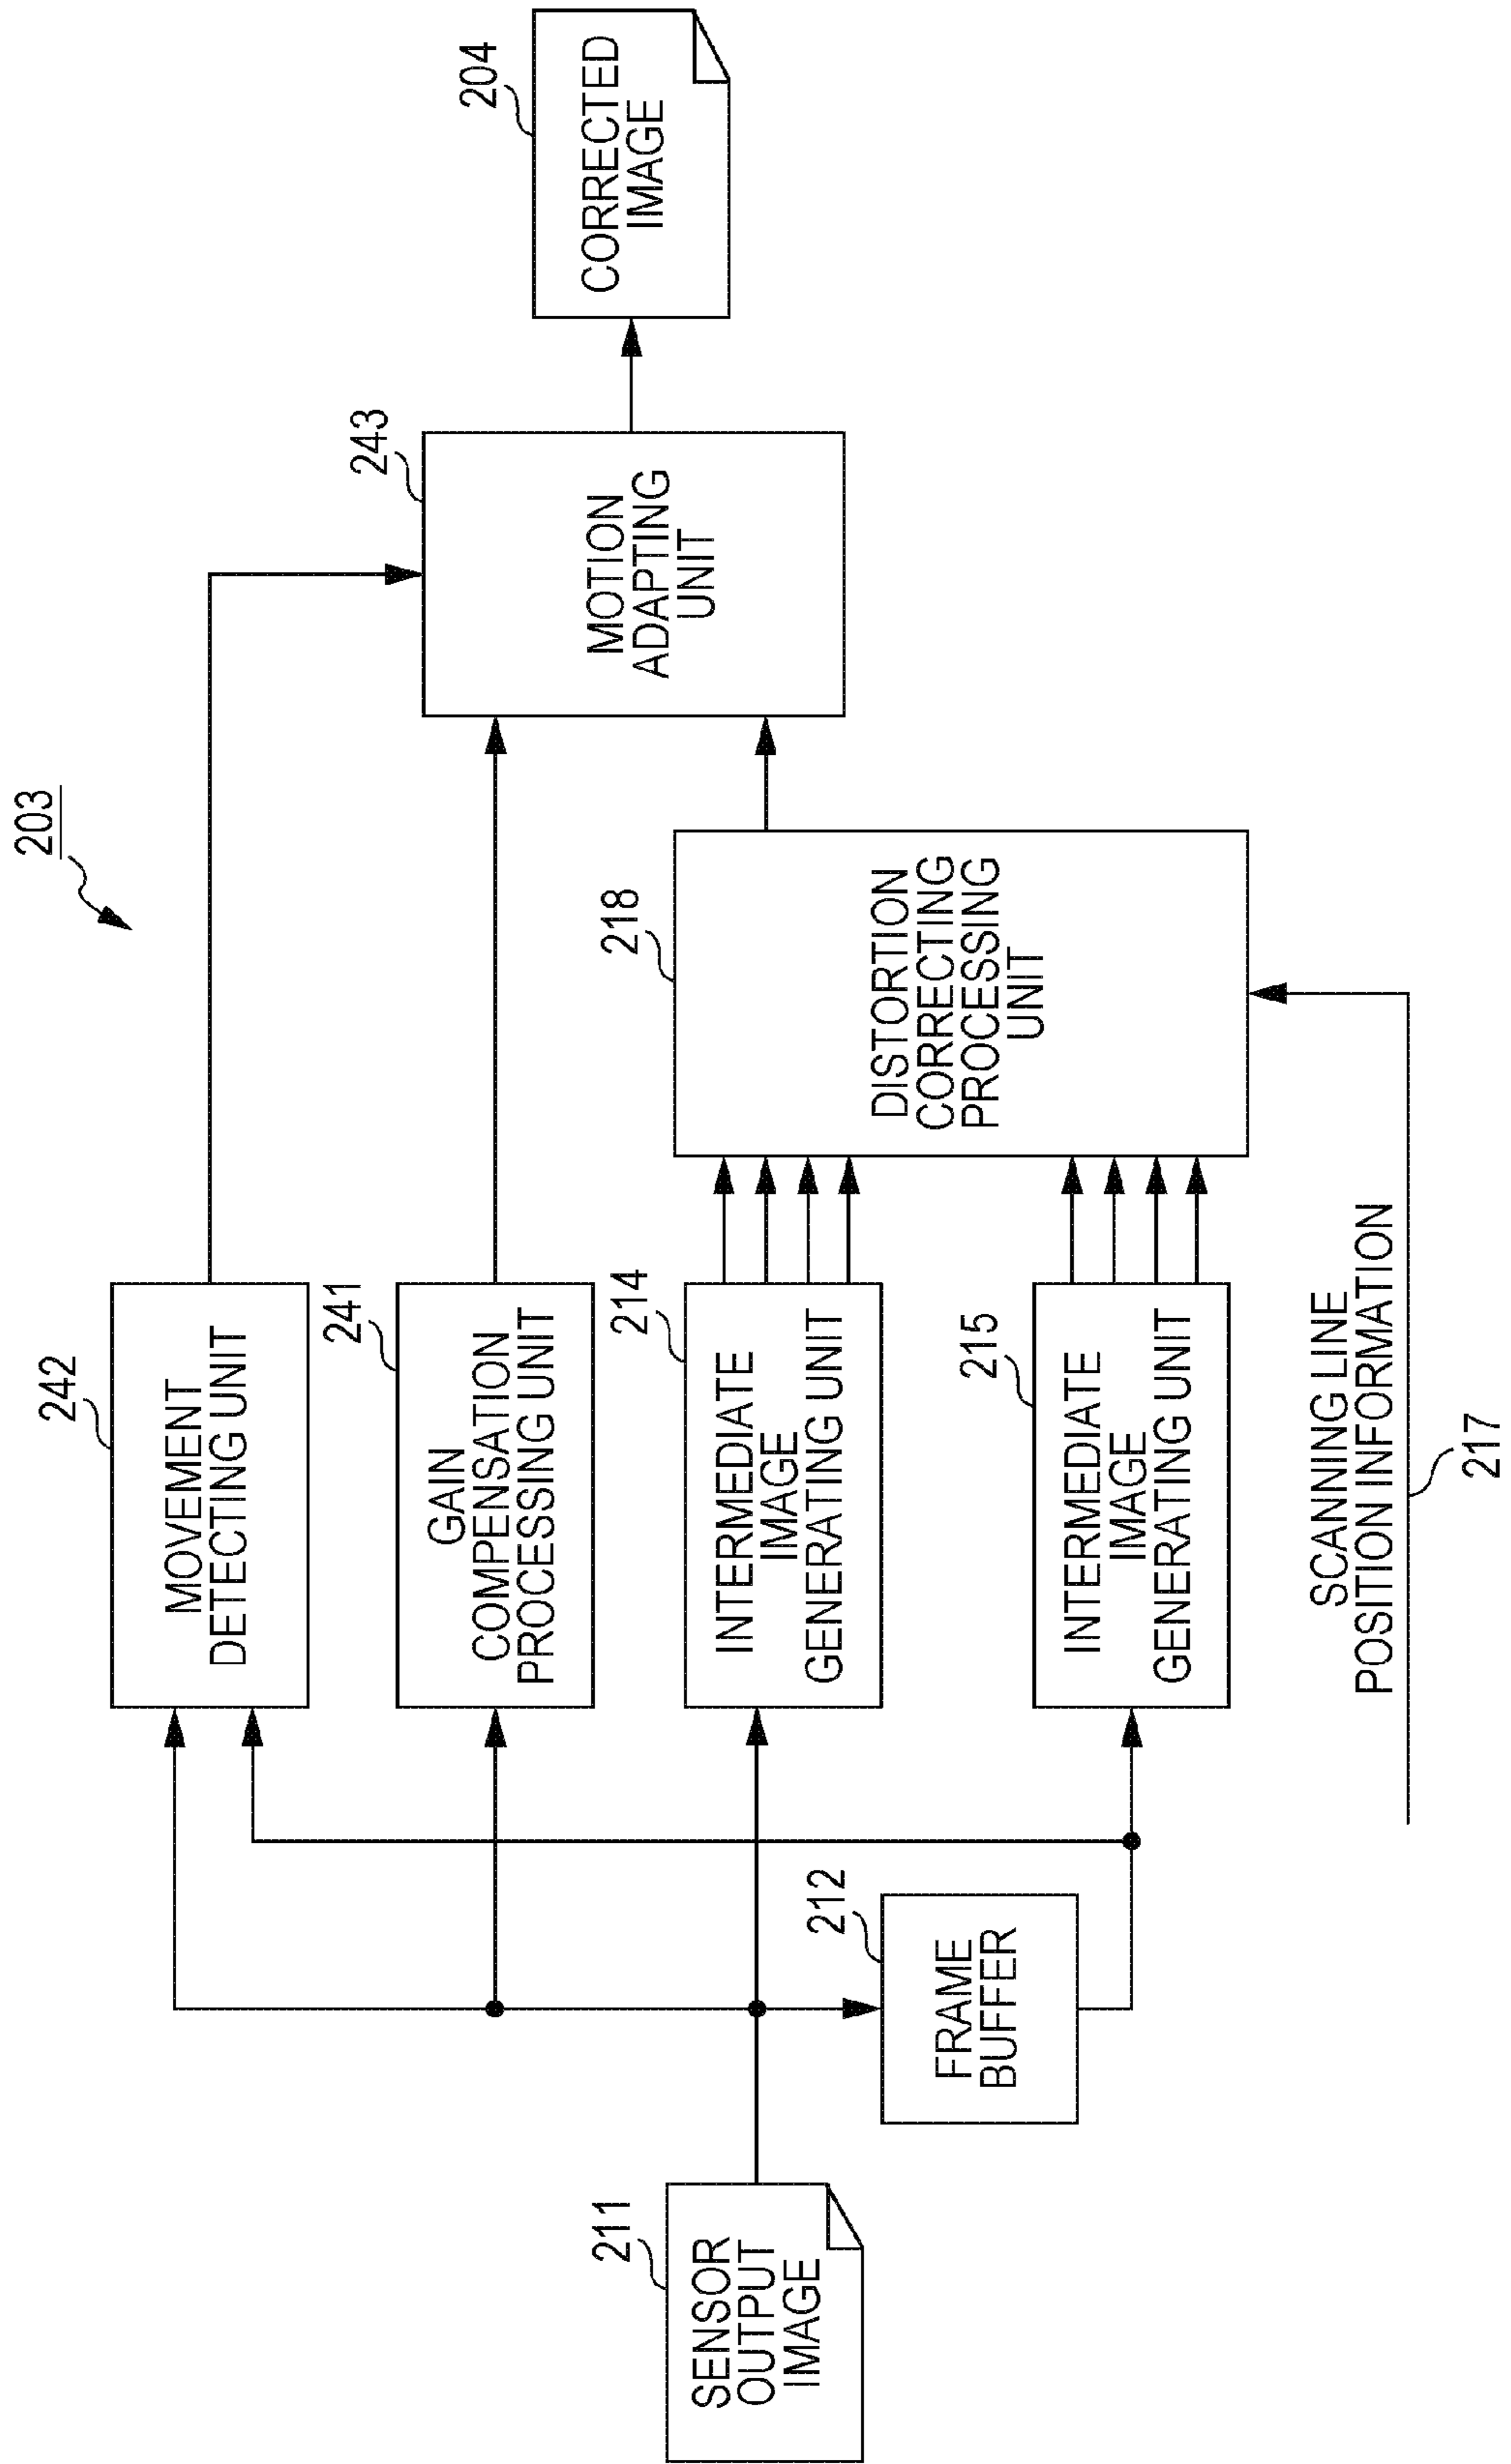 203
242
MOVEMENT
DETECTING UNIT
241
GAIN
COMPENSATION
PROCESSING UNIT
243
MOTION
ADAPTING
UNIT
204
CORRECTED
IMAGE
211
SENSOR
OUTPUT
IMAGE
214
INTERMEDIATE
IMAGE
GENERATING UNIT
218
DISTORTION
CORRECTING
PROCESSING
UNIT
212
FRAME
BUFFER
215
INTERMEDIATE
IMAGE
GENERATING UNIT
SCANNING LINE
POSITION INFORMATION
217